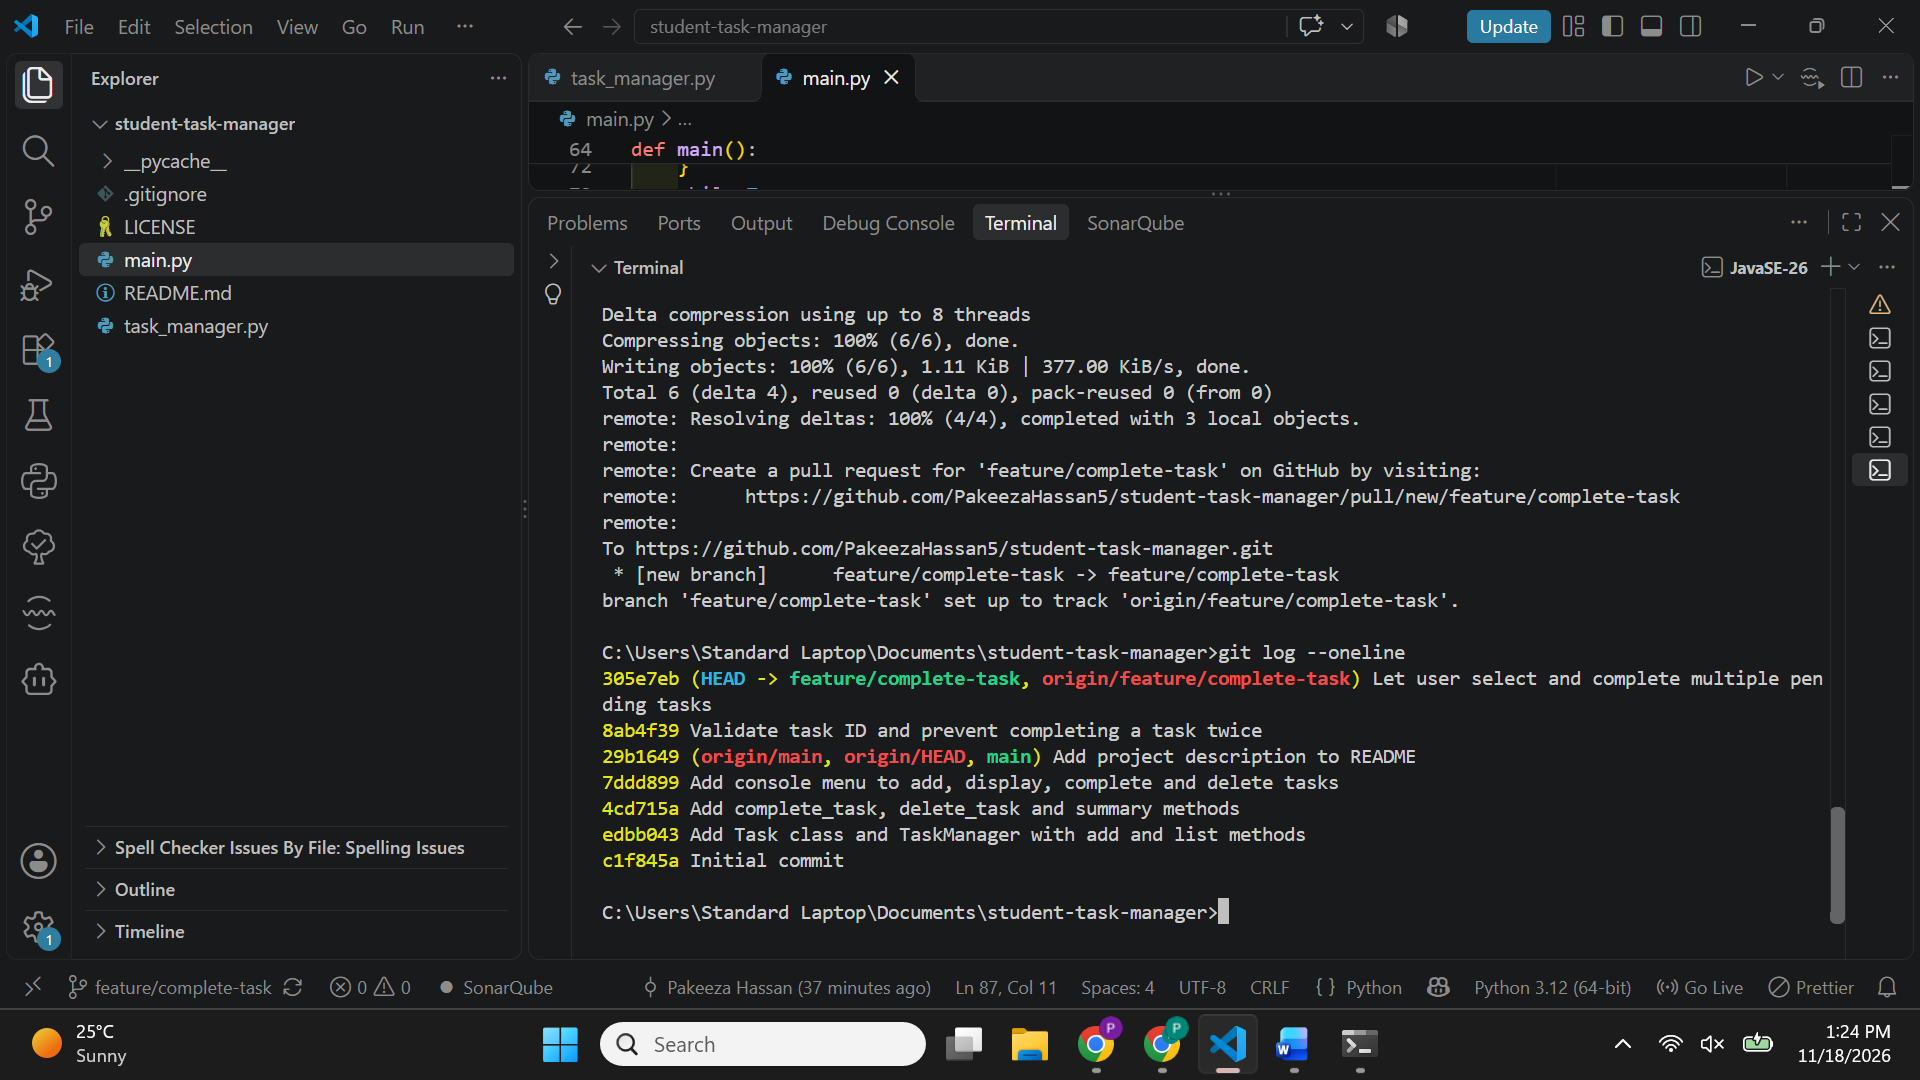 File Edit Selection View Go Run ...
student-task-manager
Update
Explorer
student-task-manager
__pycache__
.gitignore
LICENSE
main.py
README.md
task_manager.py
Spell Checker Issues By File: Spelling Issues
Outline
Timeline
1
1
task_manager.py
main.py
main.py > ...
64 def main():
72 }
Problems Ports Output Debug Console Terminal SonarQube
Terminal
JavaSE-26
Delta compression using up to 8 threads
Compressing objects: 100% (6/6), done.
Writing objects: 100% (6/6), 1.11 KiB | 377.00 KiB/s, done.
Total 6 (delta 4), reused 0 (delta 0), pack-reused 0 (from 0)
remote: Resolving deltas: 100% (4/4), completed with 3 local objects.
remote:
remote: Create a pull request for 'feature/complete-task' on GitHub by visiting:
remote:      https://github.com/PakeezaHassan5/student-task-manager/pull/new/feature/complete-task
remote:
To https://github.com/PakeezaHassan5/student-task-manager.git
 * [new branch]      feature/complete-task -> feature/complete-task
branch 'feature/complete-task' set up to track 'origin/feature/complete-task'.
C:\Users\Standard Laptop\Documents\student-task-manager>git log --oneline
305e7eb (HEAD -> feature/complete-task, origin/feature/complete-task) Let user select and complete multiple pen
ding tasks
8ab4f39 Validate task ID and prevent completing a task twice
29b1649 (origin/main, origin/HEAD, main) Add project description to README
7ddd899 Add console menu to add, display, complete and delete tasks
4cd715a Add complete_task, delete_task and summary methods
edbb043 Add Task class and TaskManager with add and list methods
c1f845a Initial commit
C:\Users\Standard Laptop\Documents\student-task-manager>
feature/complete-task 0 0 SonarQube Pakeeza Hassan (37 minutes ago) Ln 87, Col 11 Spaces: 4 UTF-8 CRLF {} Python Python 3.12 (64-bit) Go Live Prettier
25°C
Sunny
Search
P
P
W
1:24 PM
11/18/2026